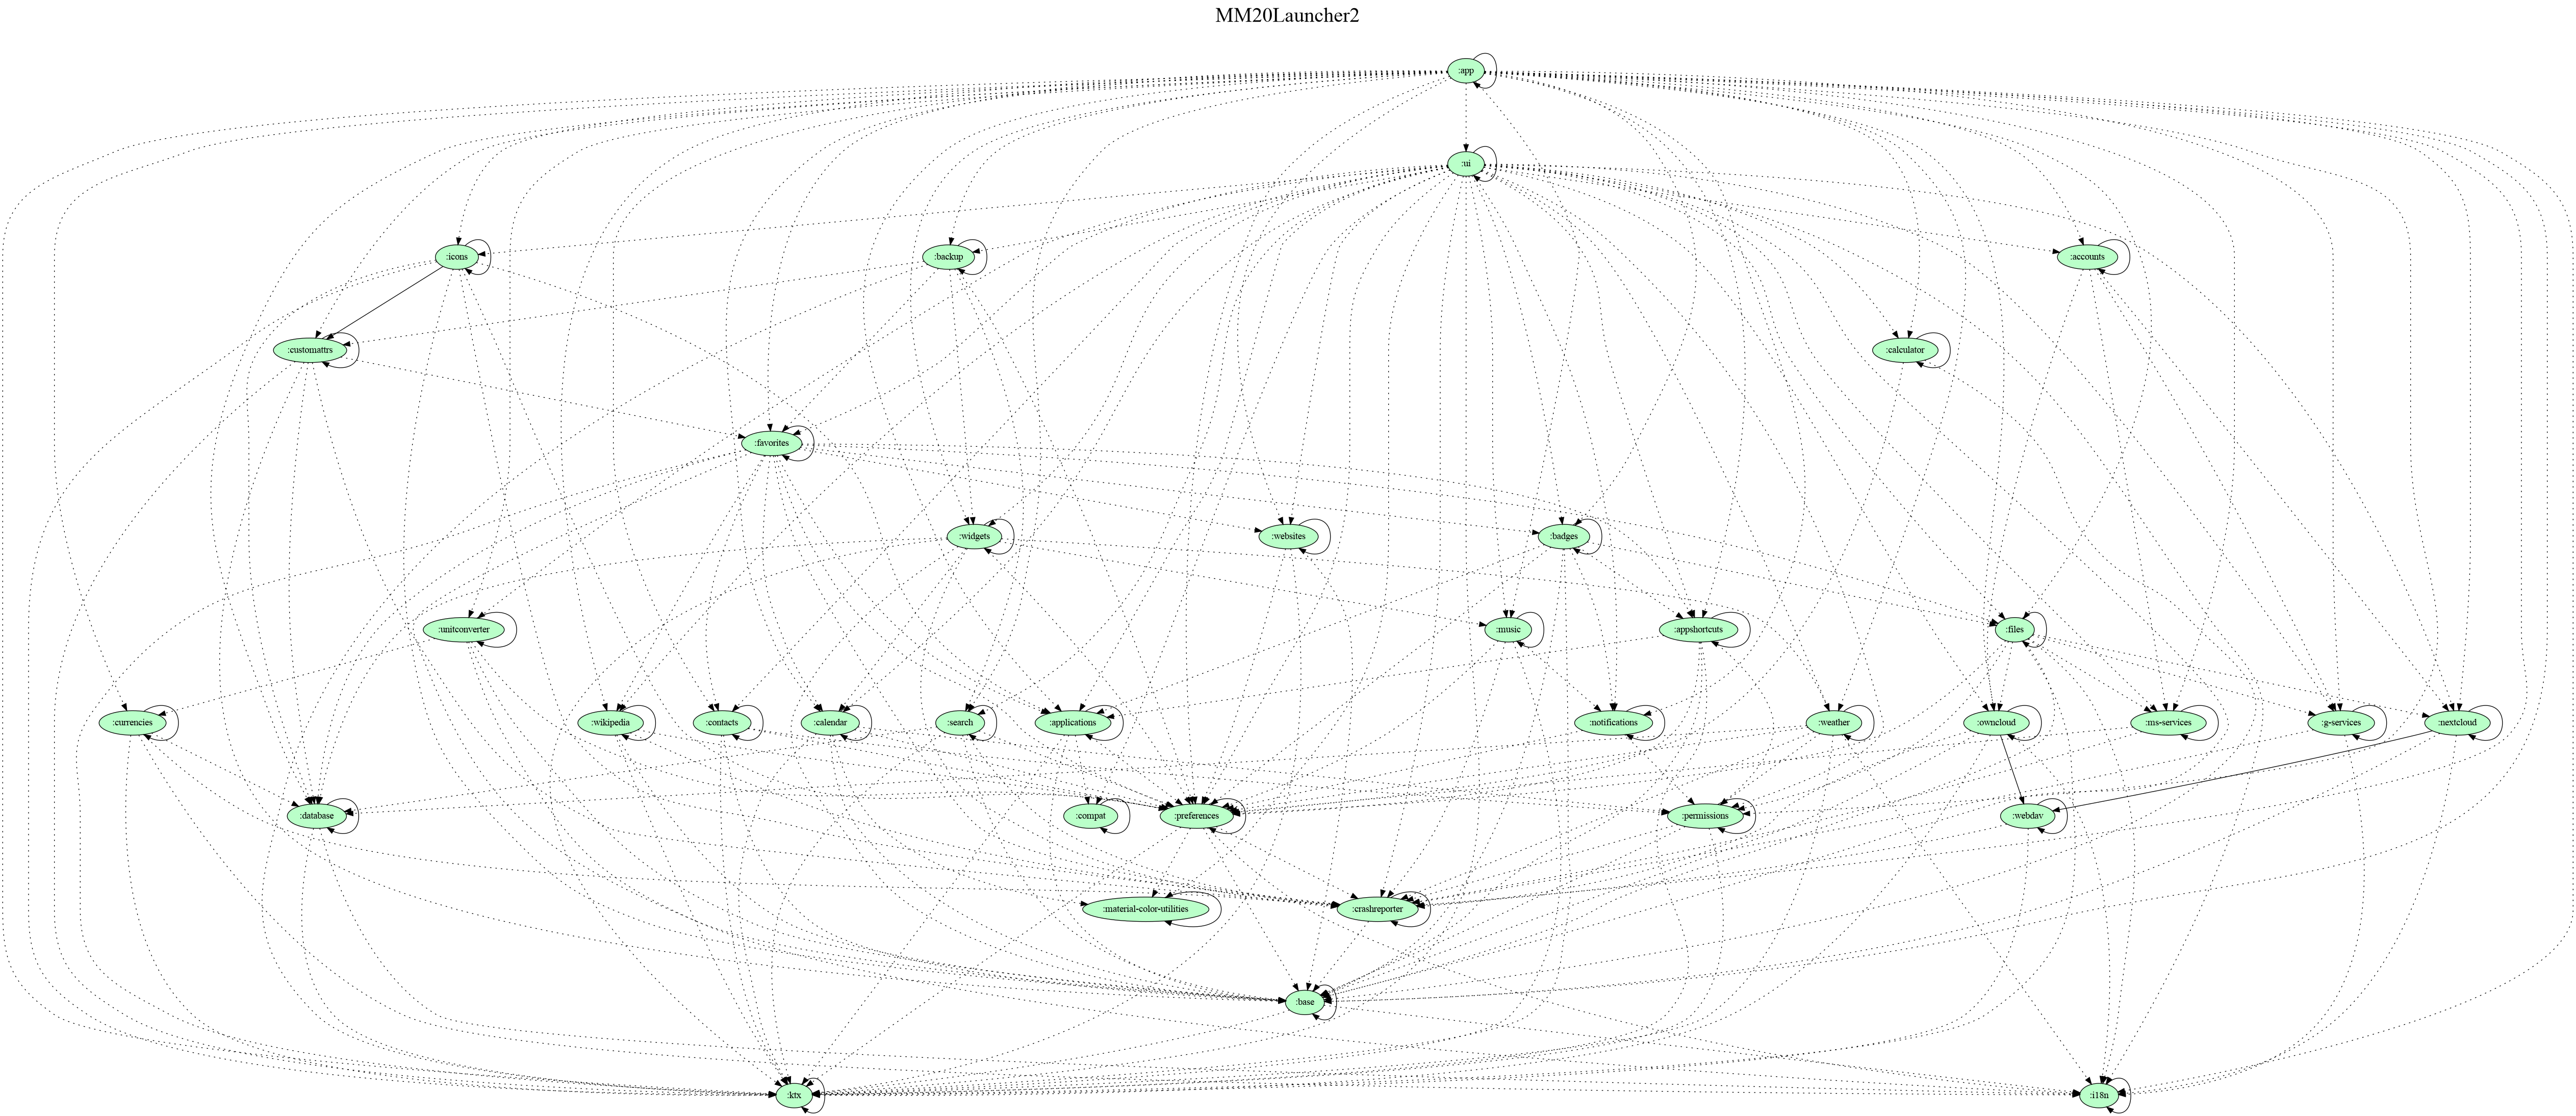 MM20Launcher2
:app
:ui
:icons
:backup
:accounts
:customattrs
:calculator
:favorites
:widgets
:websites
:badges
:unitconverter
:music
:appshortcuts
:files
:currencies
:wikipedia
:contacts
:calendar
:search
:applications
:notifications
:weather
:owncloud
:ms-services
:g-services
:nextcloud
:database
:compat
:preferences
:permissions
:webdav
:material-color-utilities
:crashreporter
:base
:ktx
:i18n